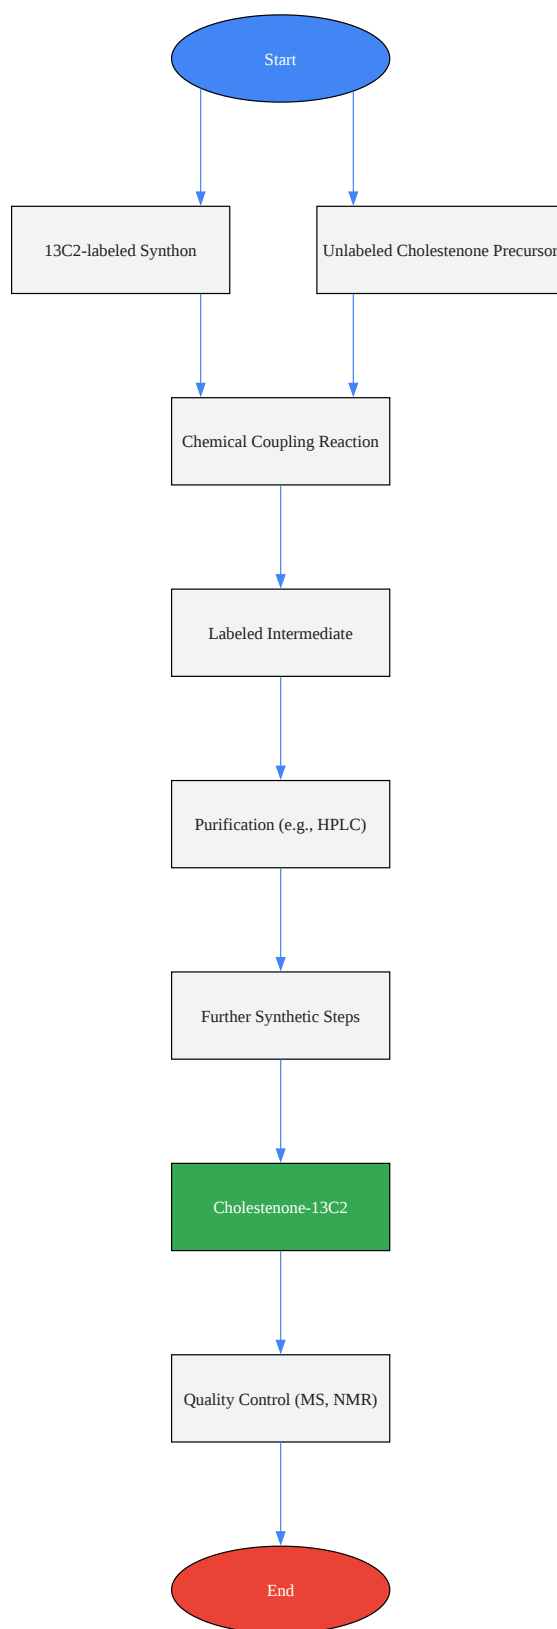 Start
13C2-labeled Synthon
Unlabeled Cholestenone Precursor
Chemical Coupling Reaction
Labeled Intermediate
Purification (e.g., HPLC)
Further Synthetic Steps
Cholestenone-13C2
Quality Control (MS, NMR)
End